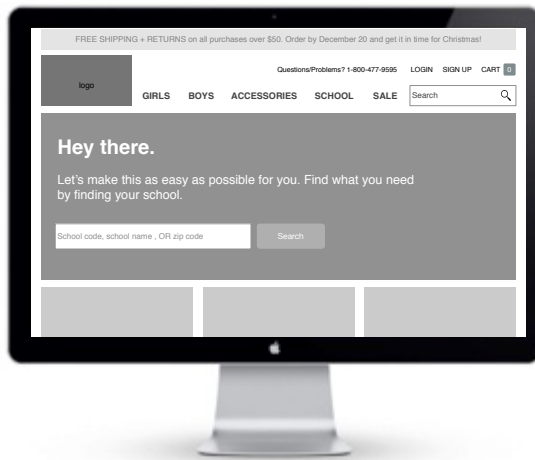 FREE SHIPPING + RETURNS on all purchases over $50. Order by December 20 and get it in time for Christmas!
Questions/Problems? 1-800-477-9595 LOGIN SIGN UP CART 0
logo
GIRLS BOYS ACCESSORIES SCHOOL SALE Search
Hey there.
Let's make this as easy as possible for you. Find what you need
by finding your school.
School code, school name , OR zip code Search